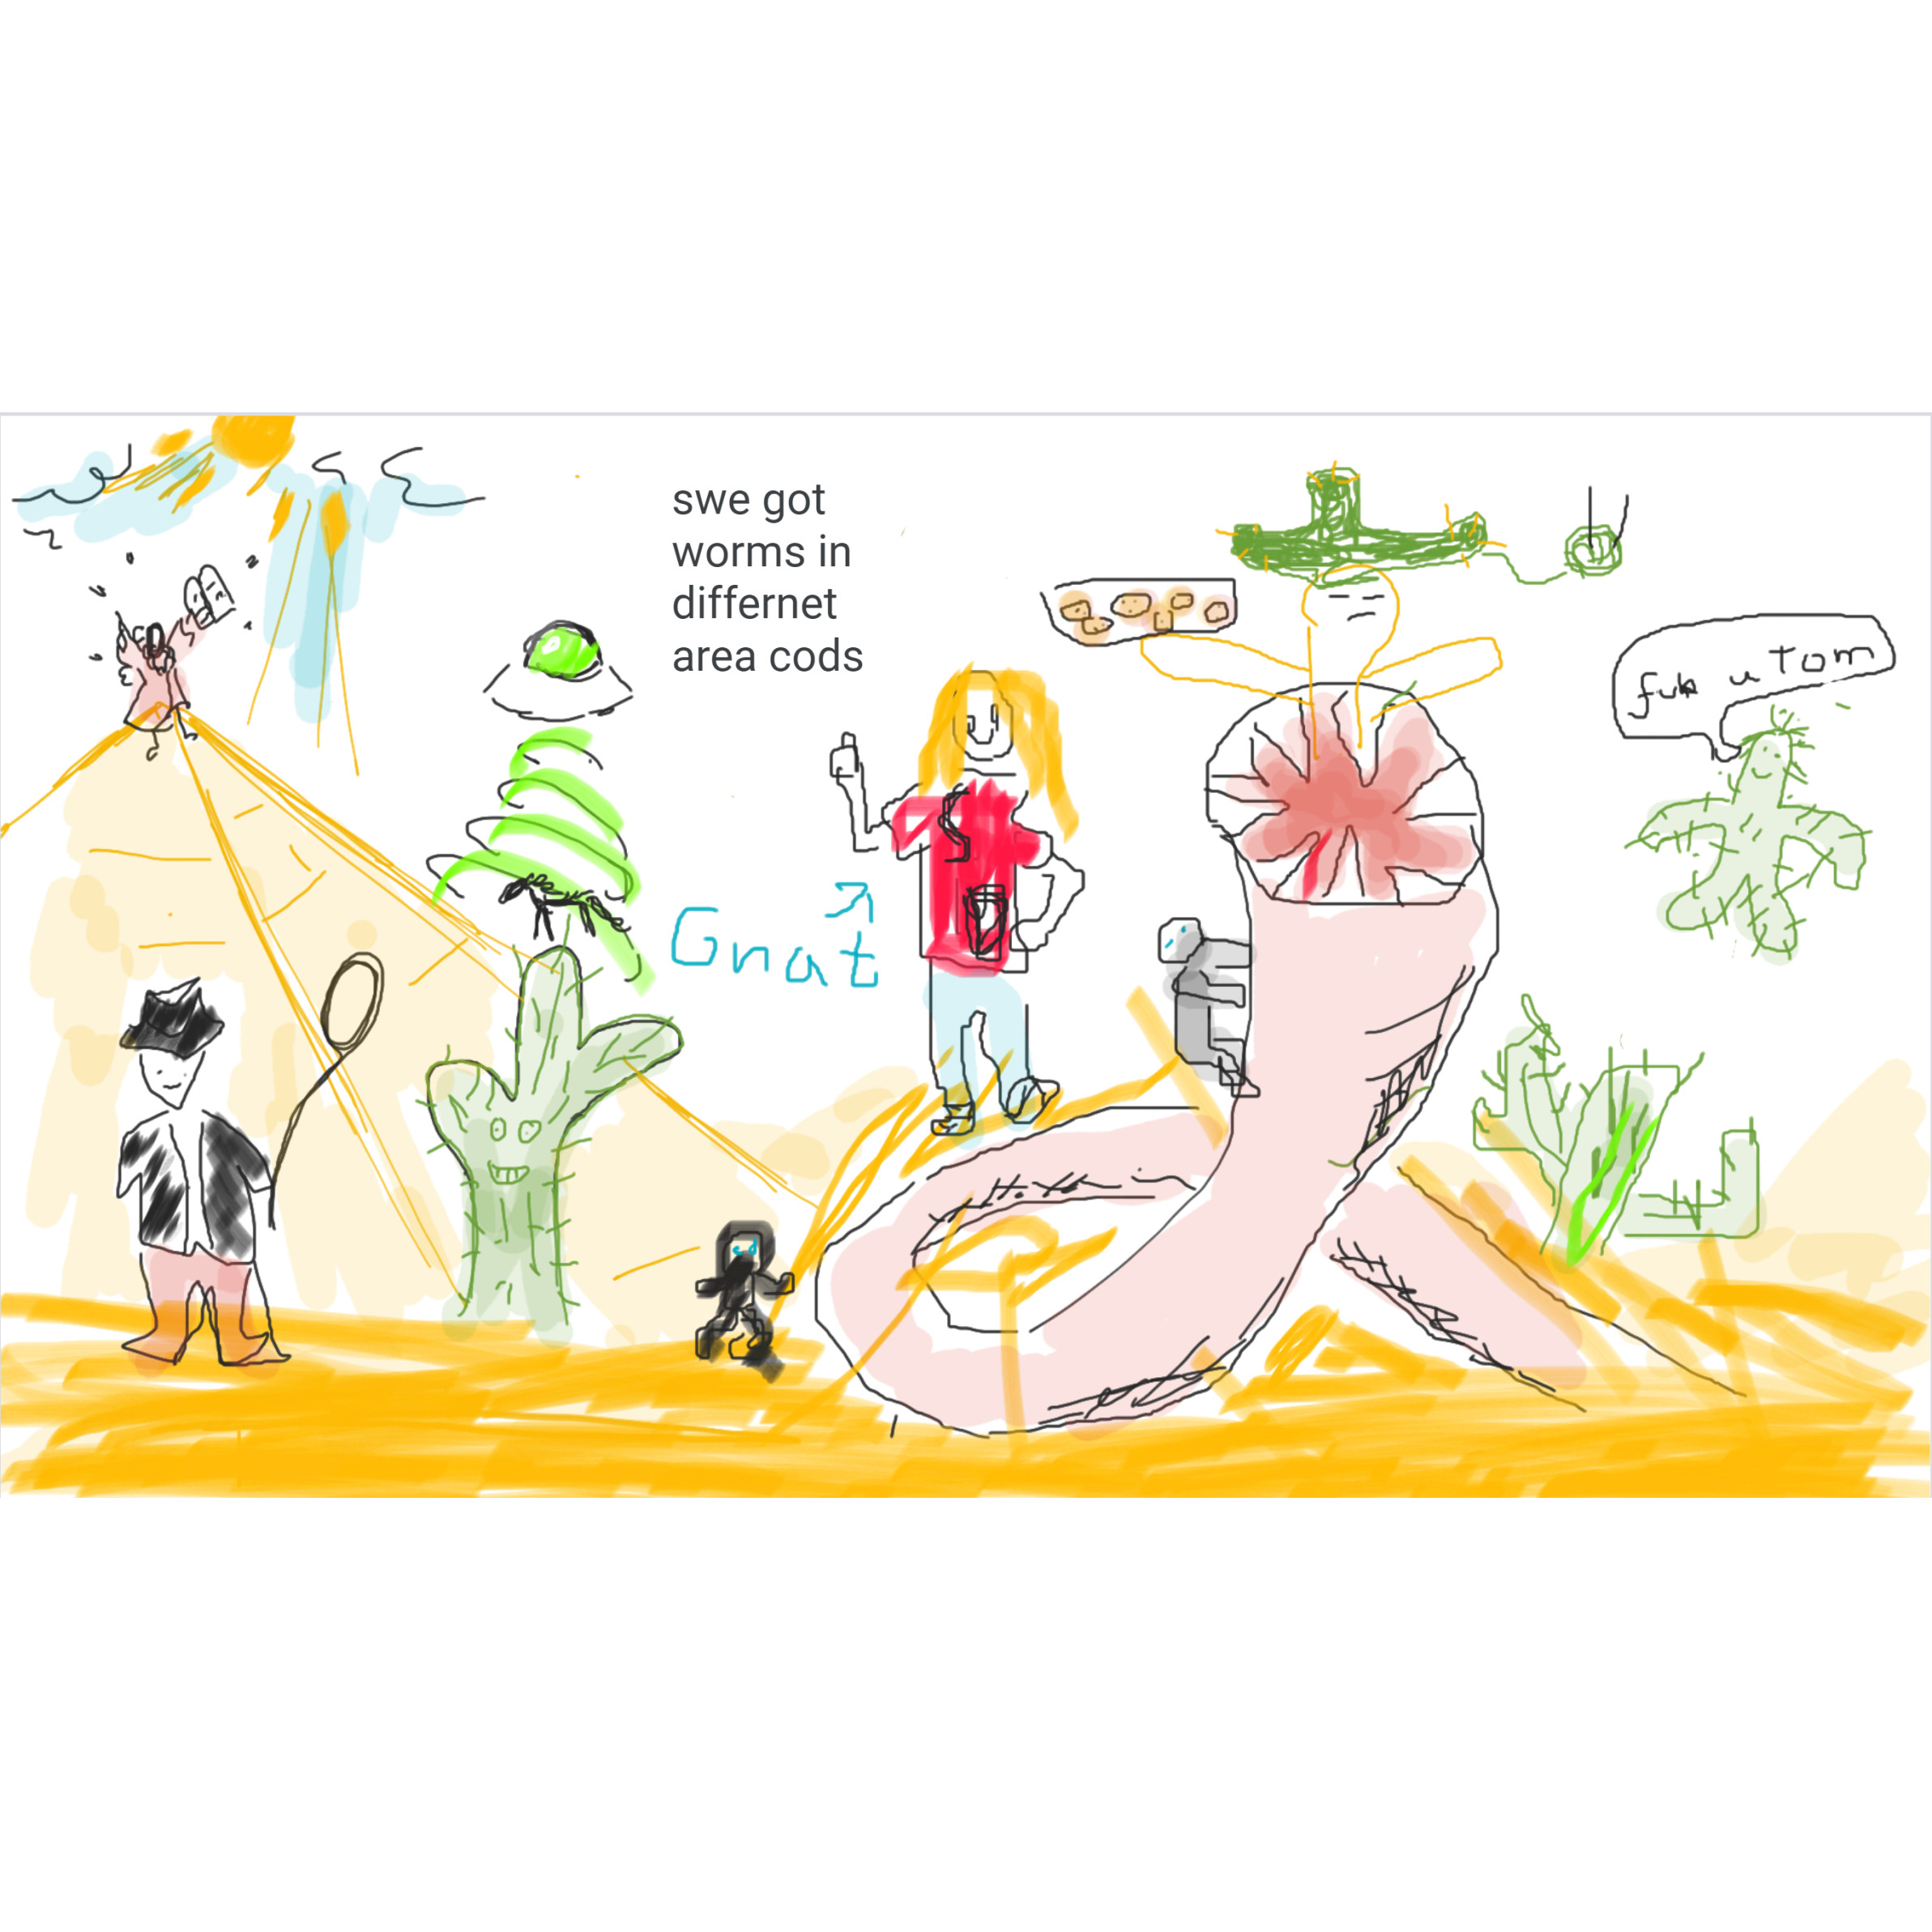 swe got
worms in
differnet
area cods
fuk u Tom
Gnat